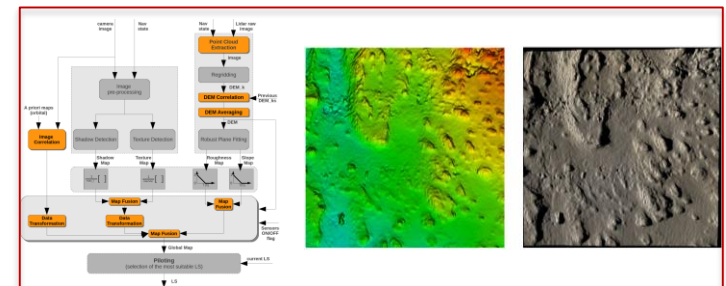 camera
image
Nav
state
Nav
state
Lidar raw
image
Point Cloud
Extraction
Image
Regridding
Image
pre-processing
DEM_k
DEM Correlation
Previous
DEM Averaging
DEM
A priori maps
(orbital)
Image
Correlation
Shadow Detection
Texture Detection
Robust Plane Fitting
Shadow
Map
Texture
Map
Roughness
Map
Slope
Map
Map Fusion
Map
Fusion
Data
Transformation
Data
Transformation
Map Fusion
Sensors
ON/OFF
flag
Global Map
Piloting
(selection of the most suitable LS)
current LS
LS